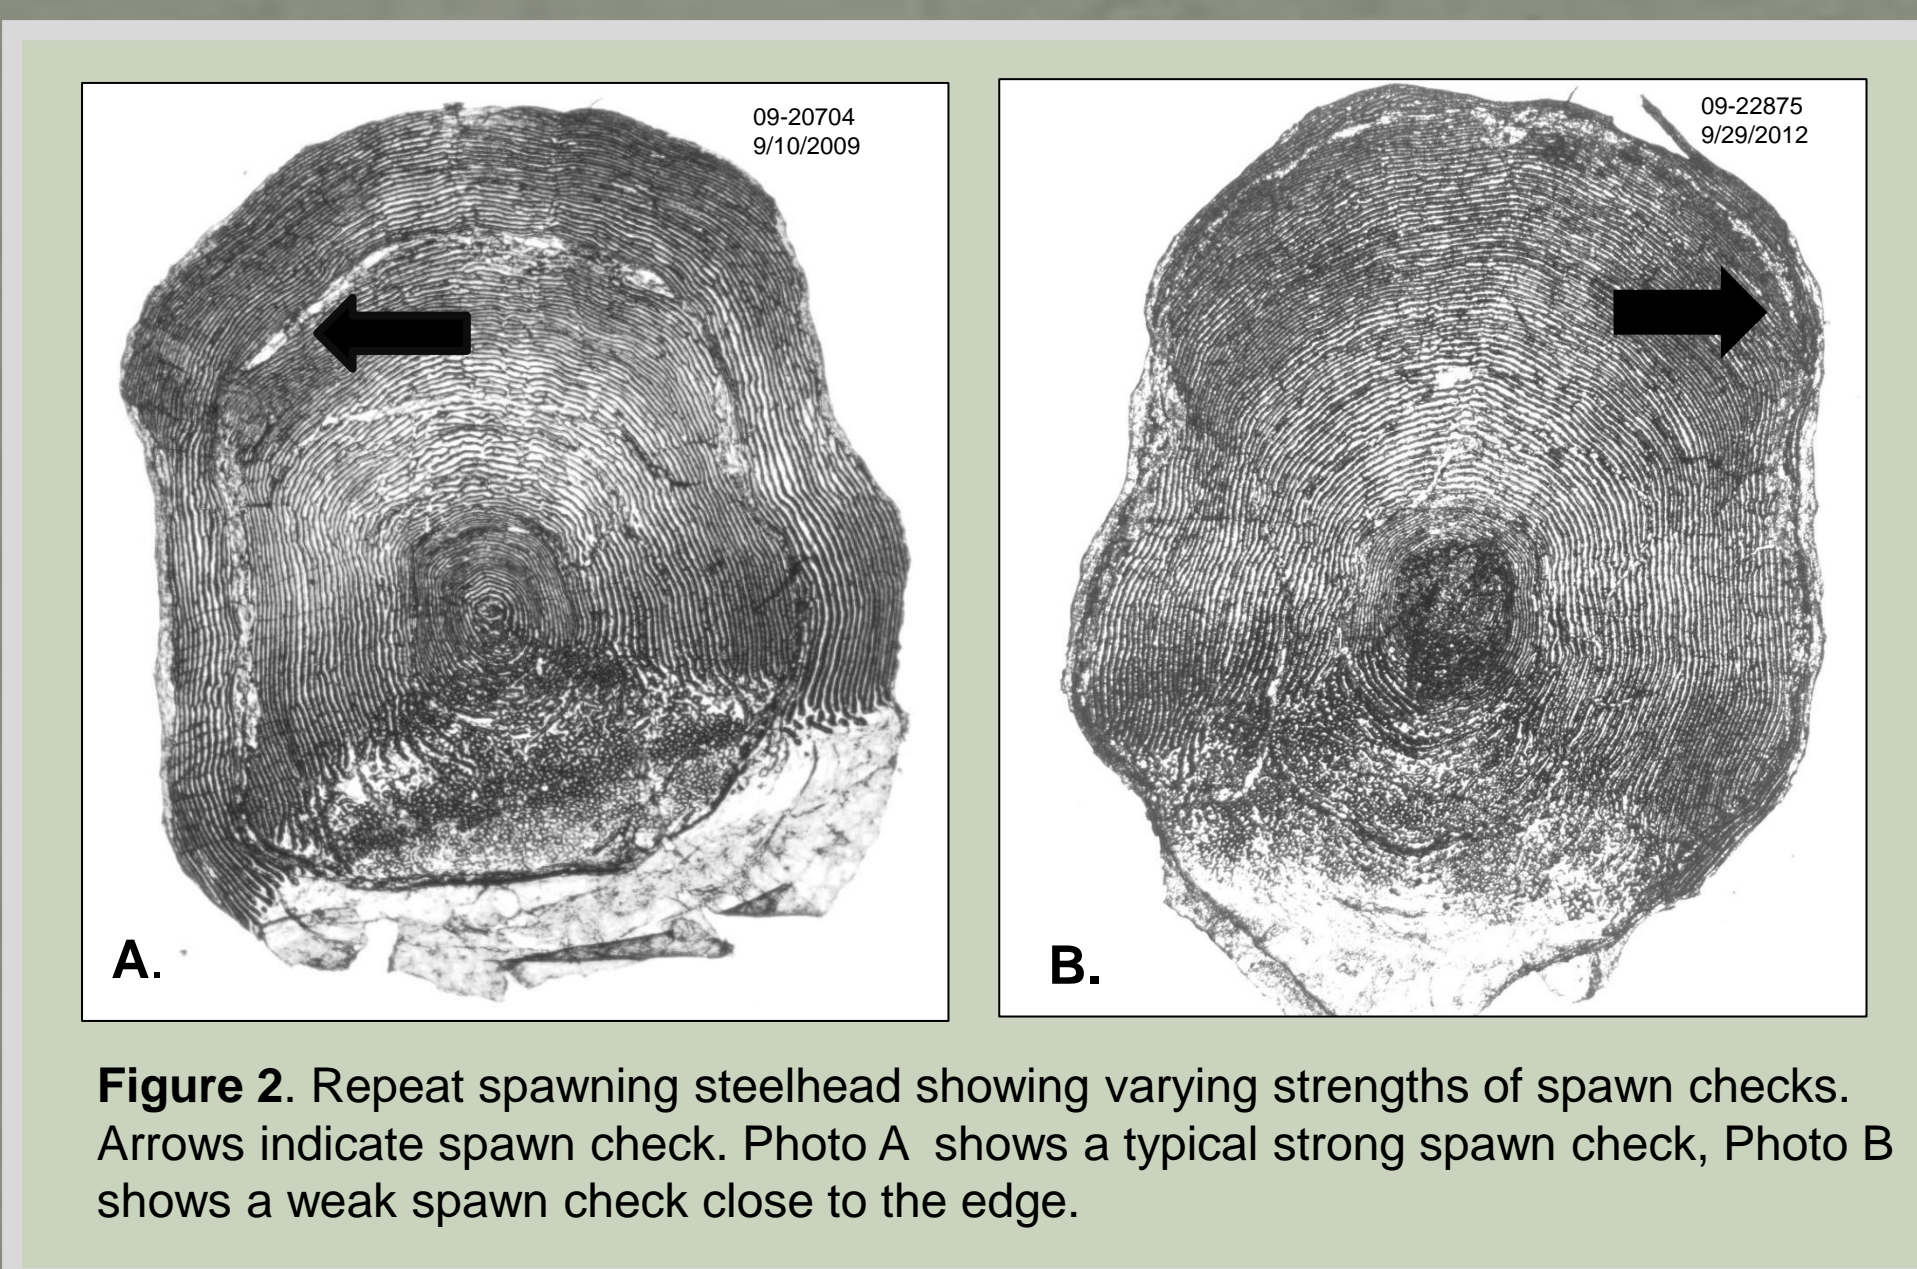 09-20704
9/10/2009
A.
09-22875
9/29/2012
B.
Figure 2. Repeat spawning steelhead showing varying strengths of spawn checks.
Arrows indicate spawn check. Photo A  shows a typical strong spawn check, Photo B
shows a weak spawn check close to the edge.